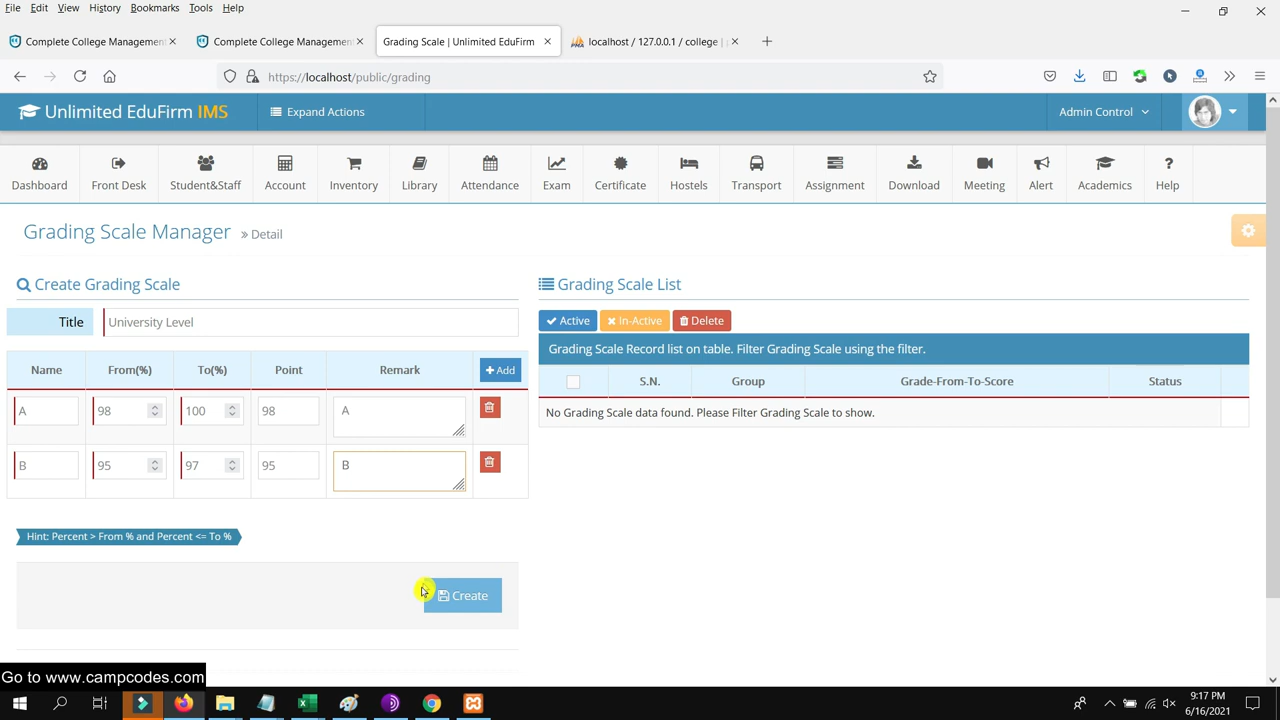 File Edit View History Bookmarks Tools Help
Complete College Management × Complete College Management × Grading Scale | Unlimited EduFirm × localhost / 127.0.0.1 / college | × +
https://localhost/public/grading
Unlimited EduFirm IMS Expand Actions Admin Control
Dashboard Front Desk Student&Staff Account Inventory Library Attendance Exam Certificate Hostels Transport Assignment Download Meeting Alert Academics Help
Grading Scale Manager » Detail
Create Grading Scale
Title University Level
Name From(%) To(%) Point Remark + Add
A 98 100 98 A
B 95 97 95 B
Hint: Percent > From % and Percent <= To %
Create
Grading Scale List
Active In-Active Delete
Grading Scale Record list on table. Filter Grading Scale using the filter.
S.N. Group Grade-From-To-Score Status
No Grading Scale data found. Please Filter Grading Scale to show.
Go to www.campcodes.com
9:17 PM
6/16/2021